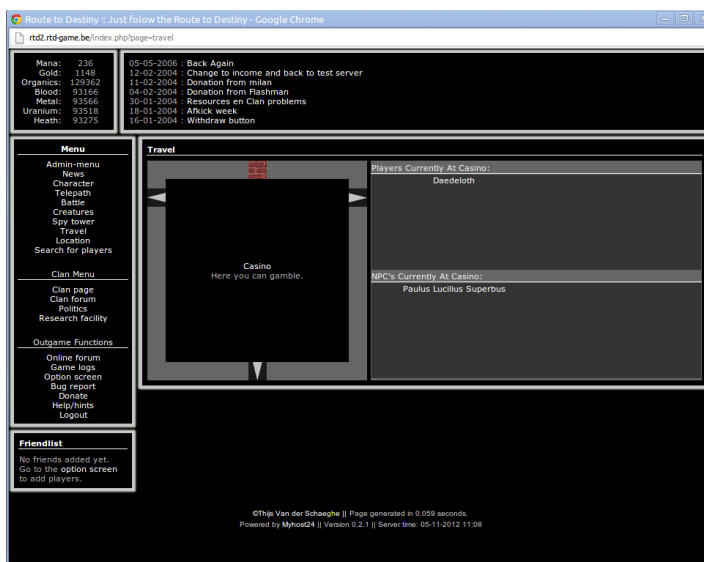 Route to Destiny :: Just folow the Route to Destiny - Google Chrome
rtd2.rtd-game.be/index.php?page=travel
Mana: 236
Gold: 1148
Organics: 129362
Blood: 93166
Metal: 93566
Uranium: 93518
Heath: 93275
05-05-2006 : Back Again
12-02-2004 : Change to income and back to test server
11-02-2004 : Donation from milan
04-02-2004 : Donation from Flashman
30-01-2004 : Resources en Clan problems
18-01-2004 : Afkick week
16-01-2004 : Withdraw button
Menu
Admin-menu
News
Character
Telepath
Battle
Creatures
Spy tower
Travel
Location
Search for players
Clan Menu
Clan page
Clan forum
Politics
Research facility
Outgame Functions
Online forum
Game logs
Option screen
Bug report
Donate
Help/hints
Logout
Friendlist
No friends added yet.
Go to the option screen
to add players.
Travel
Casino
Here you can gamble.
Players Currently At Casino:
Daedeloth
NPC's Currently At Casino:
Paulus Lucilius Superbus
©Thijs Van der Schaeghe || Page generated in 0.059 seconds.
Powered by Myhost24 || Version 0.2.1 || Server time: 05-11-2012 11:08